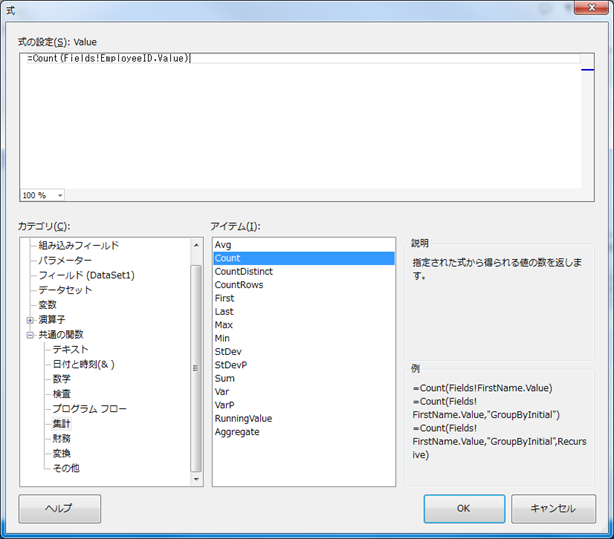 式
式の設定(S): Value
=Count(Fields!EmployeeID.Value)
100 %
カテゴリ(C):
組み込みフィールド
パラメーター
フィールド (DataSet1)
データセット
変数
演算子
共通の関数
テキスト
日付と時刻(& )
数学
検査
プログラム フロー
集計
財務
変換
その他
アイテム(I):
Avg
Count
CountDistinct
CountRows
First
Last
Max
Min
StDev
StDevP
Sum
Var
VarP
RunningValue
Aggregate
説明
指定された式から得られる値の数を返しま
す。
例
=Count(Fields!FirstName.Value)
=Count(Fields!
FirstName.Value,"GroupByInitial")
=Count(Fields!
FirstName.Value,"GroupByInitial",Recurs
ive)
ヘルプ
OK
キャンセル